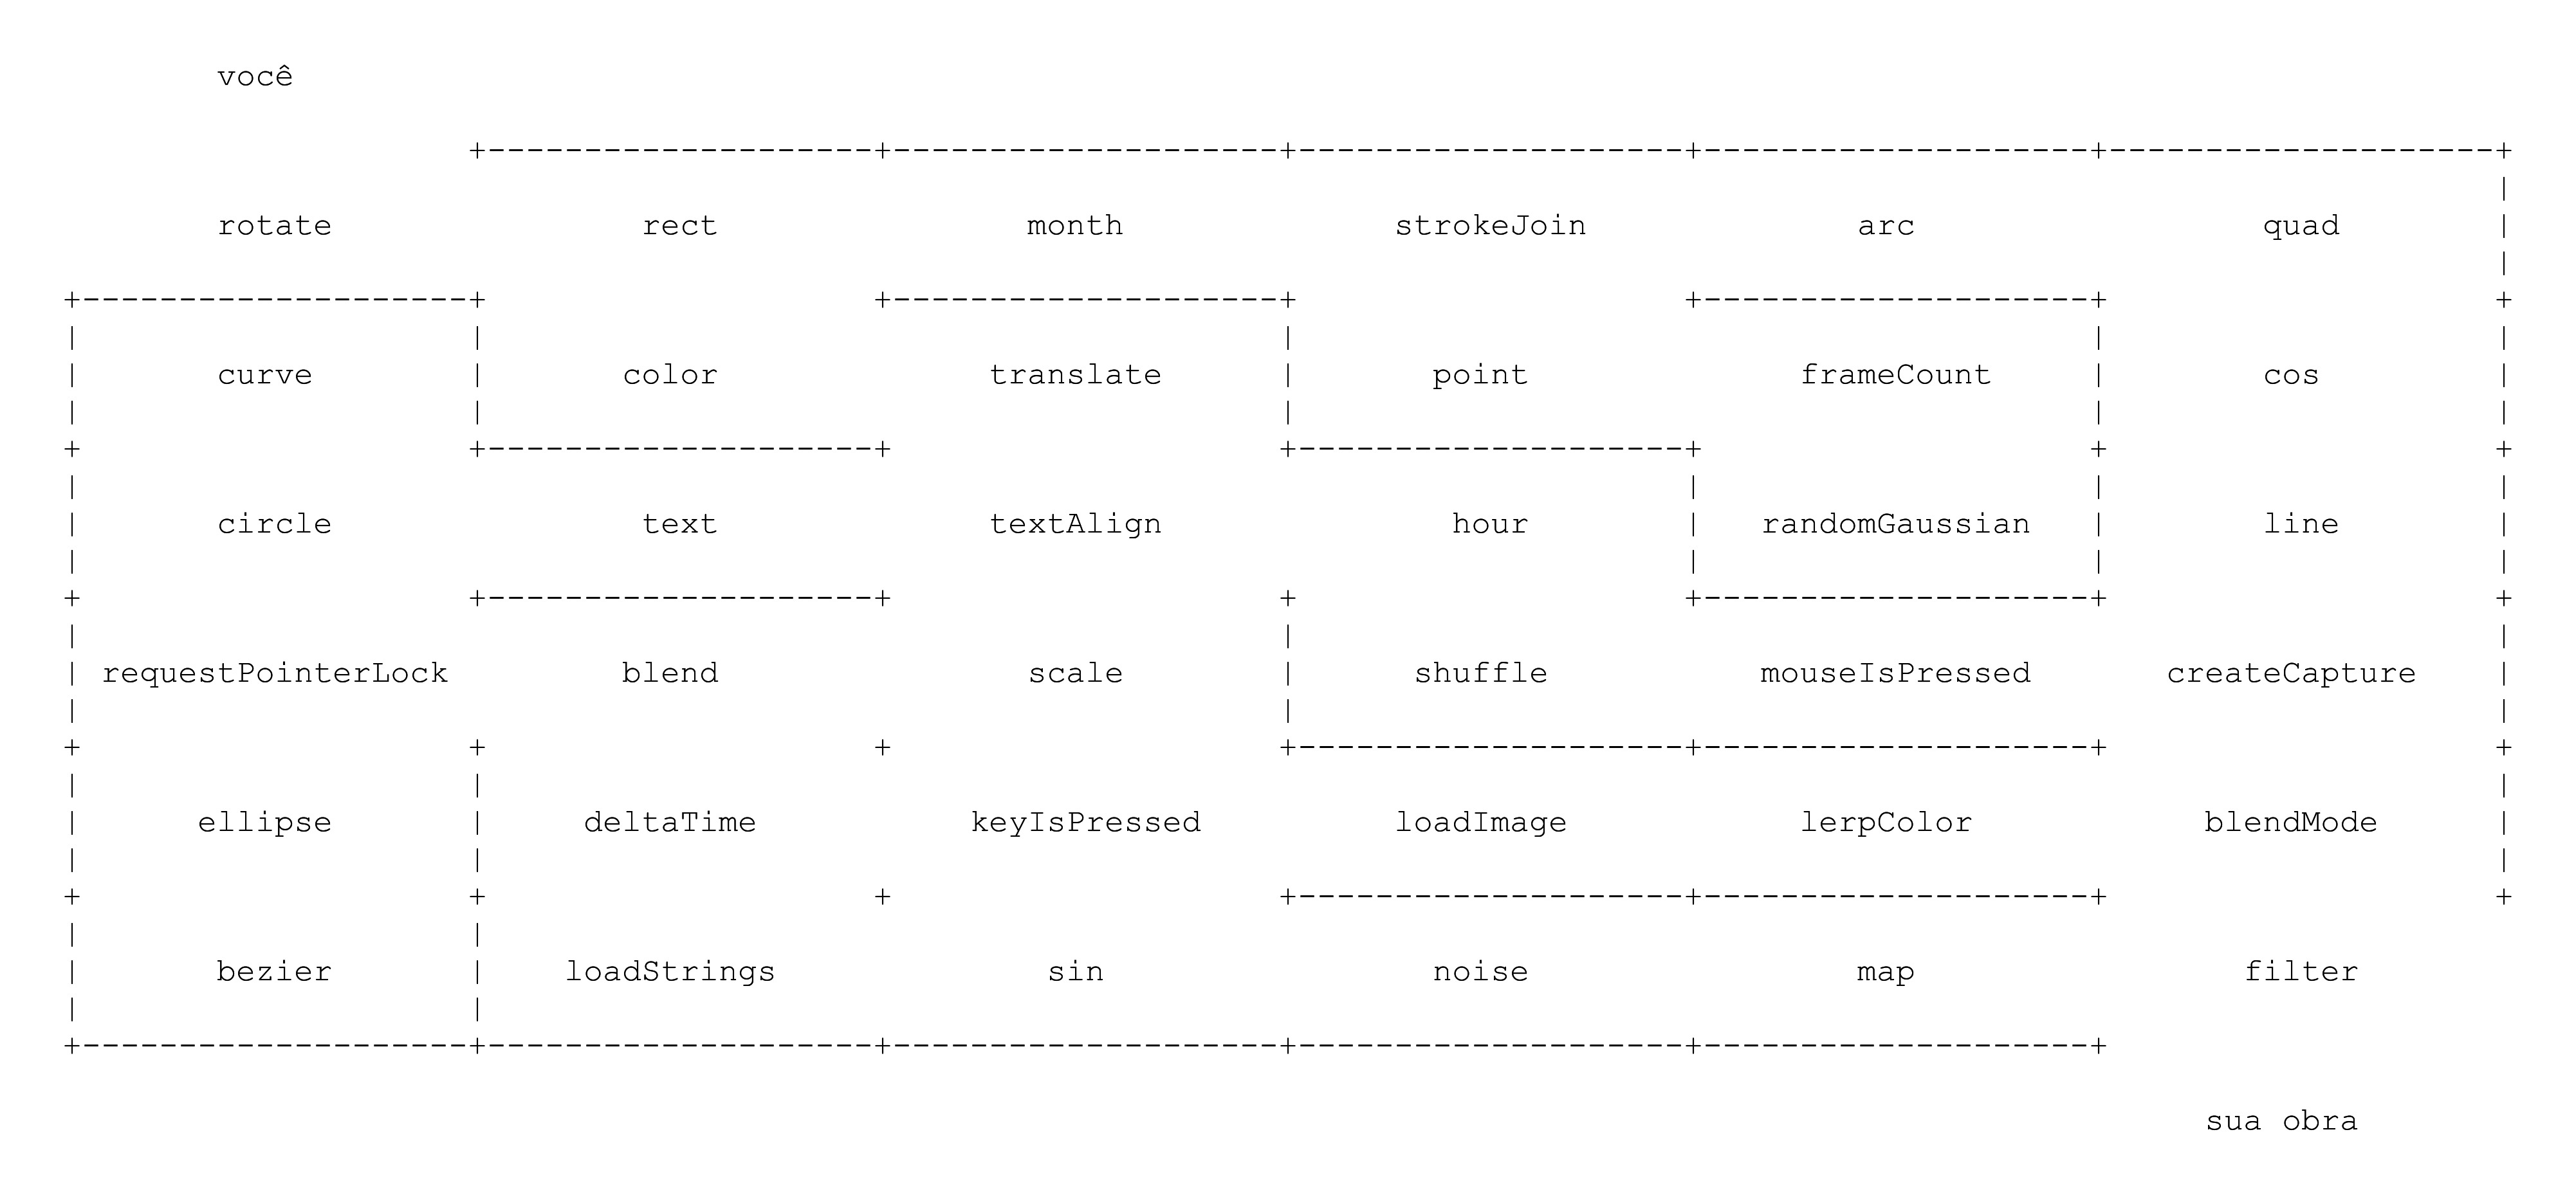 você
rotate rect month strokeJoin arc quad
curve color translate point frameCount cos
circle text textAlign hour randomGaussian line
requestPointerLock blend scale shuffle mouseIsPressed createCapture
ellipse deltaTime keyIsPressed loadImage lerpColor blendMode
bezier loadStrings sin noise map filter
sua obra